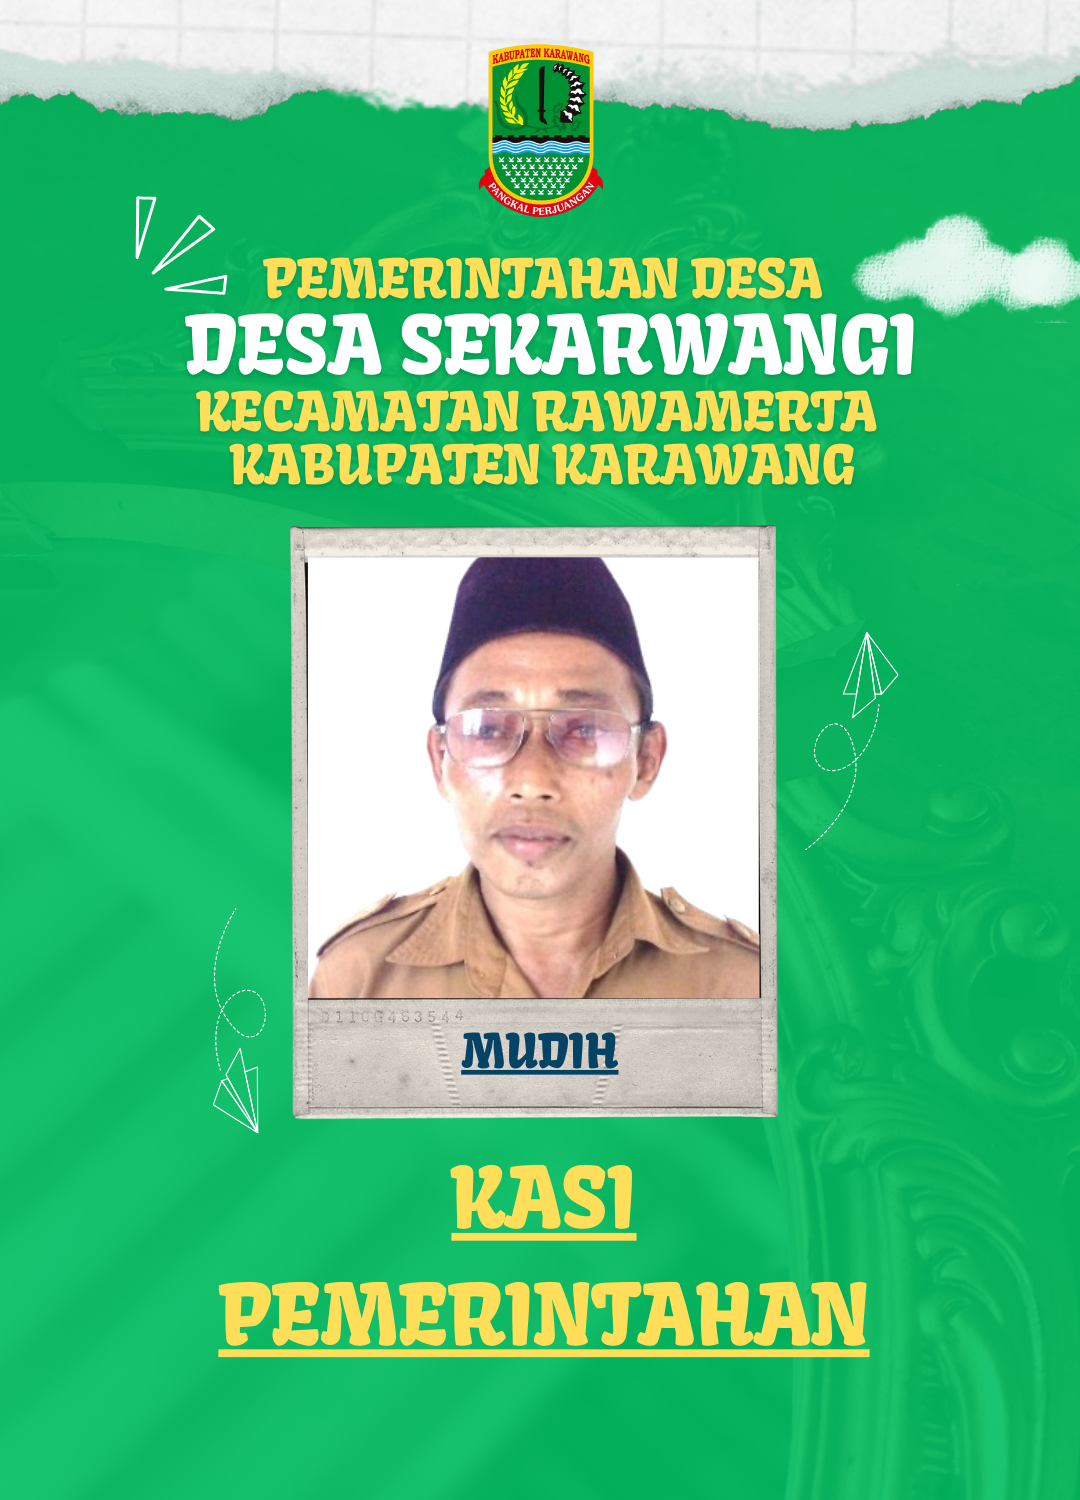 KABUPATEN KARAWANG
PANGKAL PERJUANGAN
PEMERINTAHAN DESA
DESA SEKARWANGI
KECAMATAN RAWAMERTA
KABUPATEN KARAWANG
D110G463544
MUDIH
KASI
PEMERINTAHAN